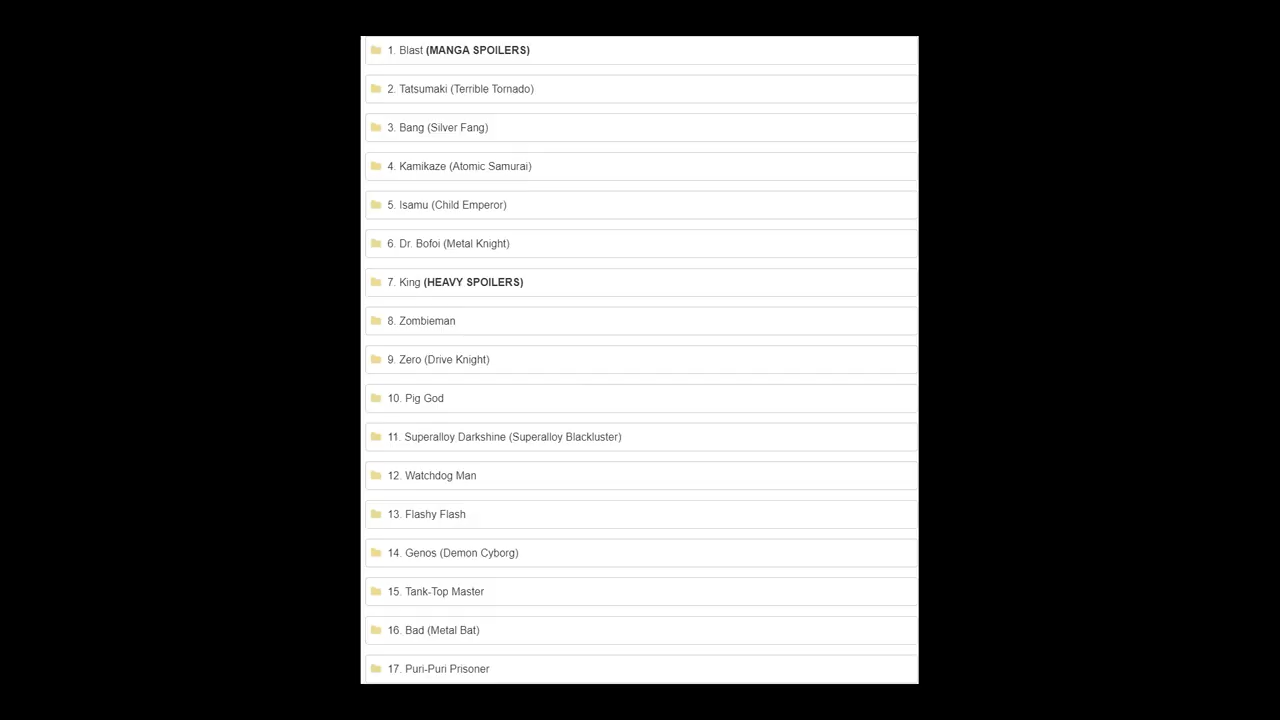 1. Blast (MANGA SPOILERS)
2. Tatsumaki (Terrible Tornado)
3. Bang (Silver Fang)
4. Kamikaze (Atomic Samurai)
5. Isamu (Child Emperor)
6. Dr. Bofoi (Metal Knight)
7. King (HEAVY SPOILERS)
8. Zombieman
9. Zero (Drive Knight)
10. Pig God
11. Superalloy Darkshine (Superalloy Blackluster)
12. Watchdog Man
13. Flashy Flash
14. Genos (Demon Cyborg)
15. Tank-Top Master
16. Bad (Metal Bat)
17. Puri-Puri Prisoner